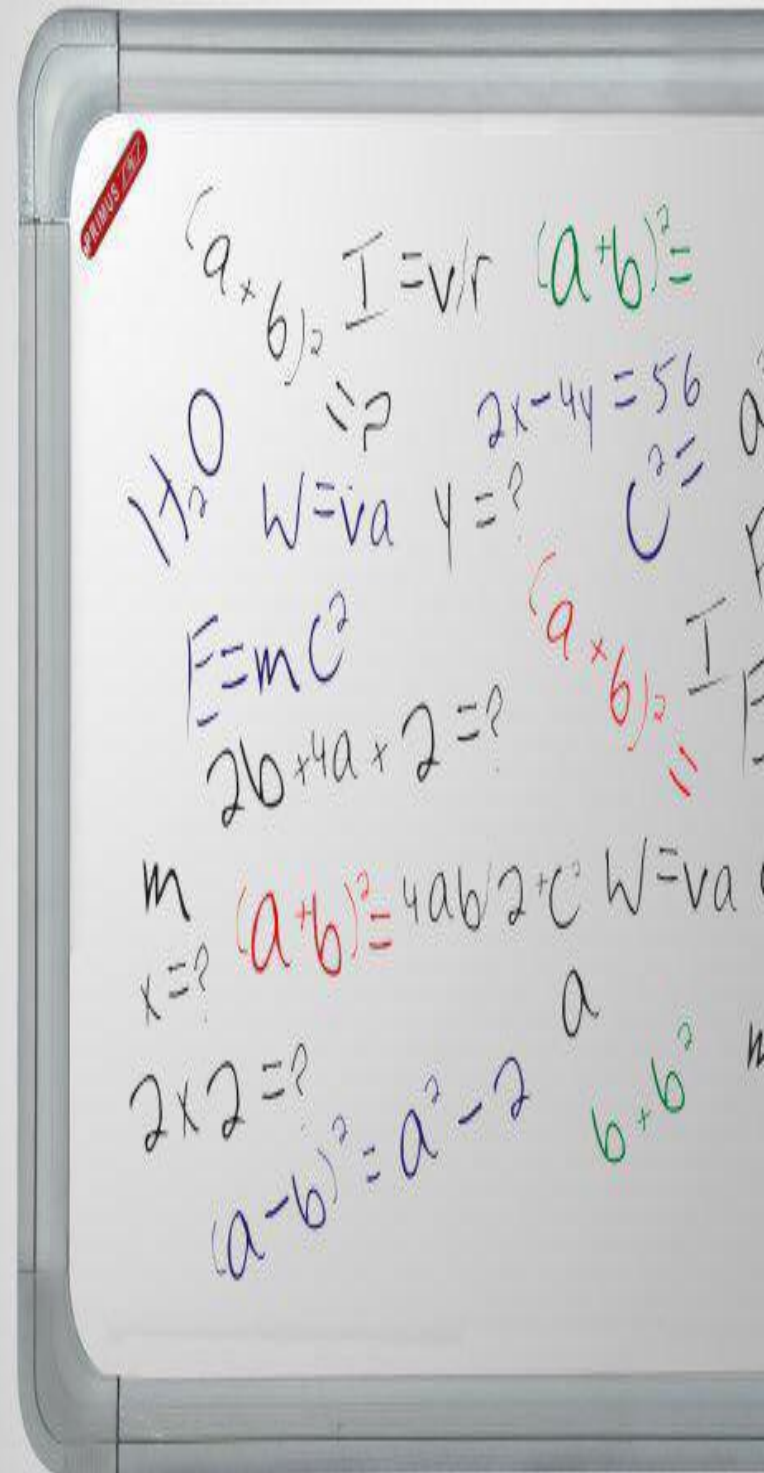 PRIMUS
(a+b)2 I=v/r (a+b)²=
=?
2x-4y=56
H₂O W=va y=? c²= a²
E=mc²
(a+b)2 I
=
2b+4a+2=?
m (a+b)²=4ab/2+c² W=va
x=?
a
2x2=?
b+b²
(a-b)²=a²-2